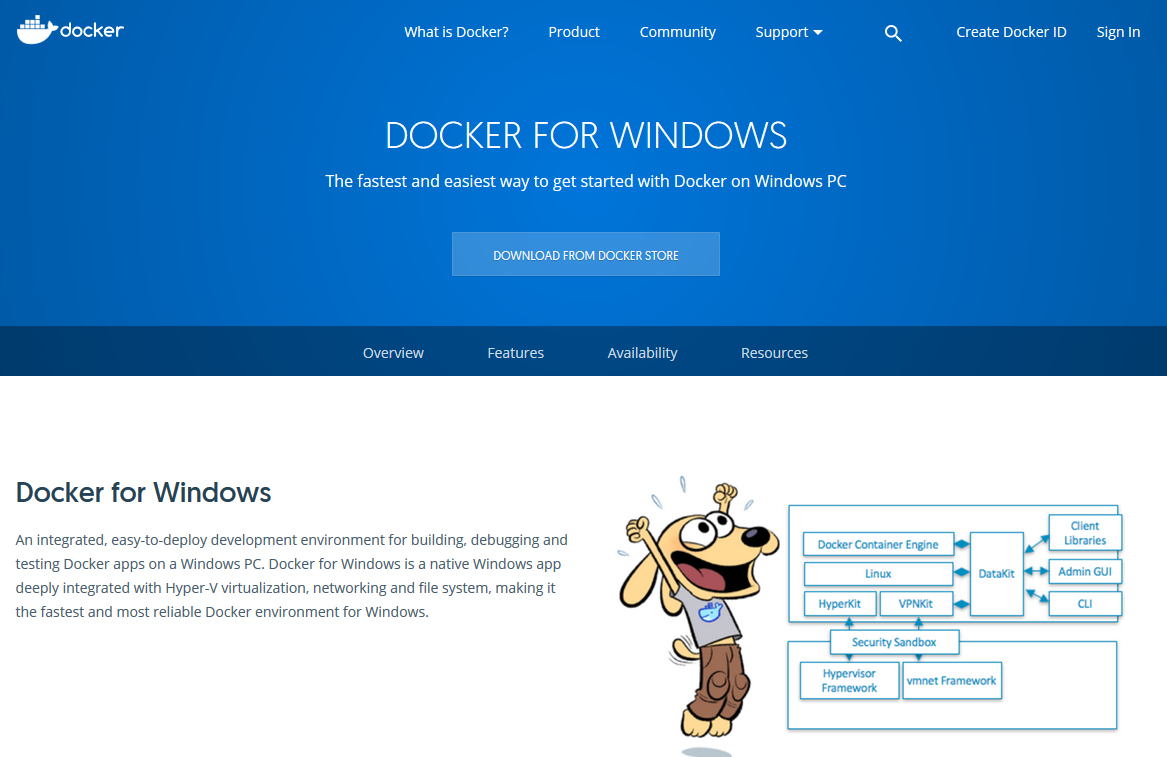 docker
What is Docker?
Product
Community
Support
Create Docker ID
Sign In
DOCKER FOR WINDOWS
The fastest and easiest way to get started with Docker on Windows PC
DOWNLOAD FROM DOCKER STORE
Overview
Features
Availability
Resources
Docker for Windows
An integrated, easy-to-deploy development environment for building, debugging and
testing Docker apps on a Windows PC. Docker for Windows is a native Windows app
deeply integrated with Hyper-V virtualization, networking and file system, making it
the fastest and most reliable Docker environment for Windows.
Docker Container Engine
Linux
HyperKit
VPNKit
DataKit
Client
Libraries
Admin GUI
CLI
Security Sandbox
Hypervisor
Framework
vmnet Framework